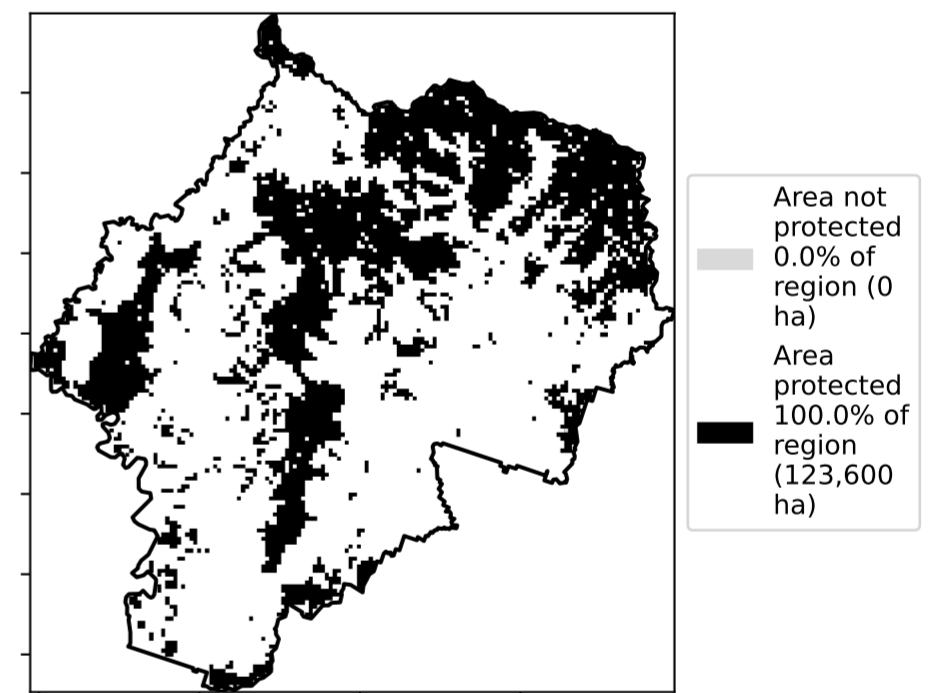 Area not
protected
0.0% of
region (0
ha)
Area
protected
100.0% of
region
(123,600
ha)